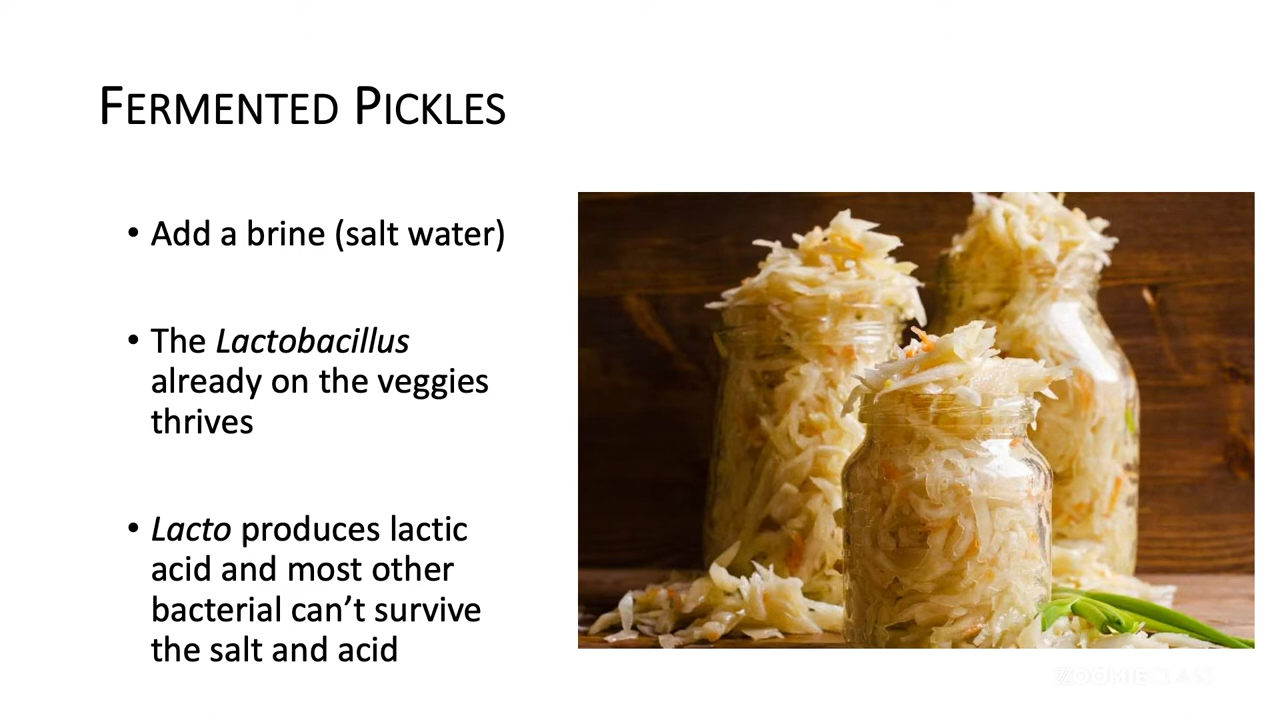 FERMENTED PICKLES
• Add a brine (salt water)
• The Lactobacillus
already on the veggies
thrives
• Lacto produces lactic
acid and most other
bacterial can’t survive
the salt and acid